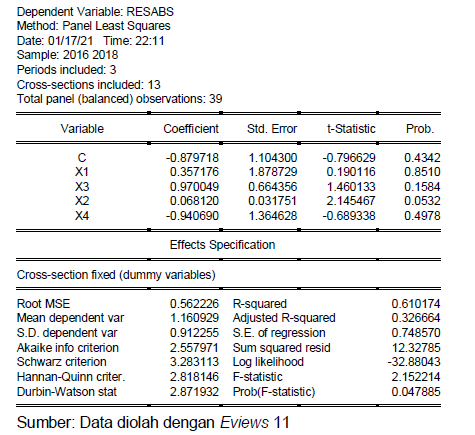 Dependent Variable: RESABS
Method: Panel Least Squares
Date: 01/17/21 Time: 22:11
Sample: 2016 2018
Periods included: 3
Cross-sections included: 13
Total panel (balanced) observations: 39
Variable Coefficient Std. Error t-Statistic Prob.
C -0.879718 1.104300 -0.796629 0.4342
X1 0.357176 1.878729 0.190116 0.8510
X3 0.970049 0.664356 1.460133 0.1584
X2 0.068120 0.031751 2.145467 0.0532
X4 -0.940690 1.364628 -0.689338 0.4978
Effects Specification
Cross-section fixed (dummy variables)
Root MSE 0.562226 R-squared 0.610174
Mean dependent var 1.160929 Adjusted R-squared 0.326664
S.D. dependent var 0.912255 S.E. of regression 0.748570
Akaike info criterion 2.557971 Sum squared resid 12.32785
Schwarz criterion 3.283113 Log likelihood -32.88043
Hannan-Quinn criter. 2.818146 F-statistic 2.152214
Durbin-Watson stat 2.871932 Prob(F-statistic) 0.047885
Sumber: Data diolah dengan Eviews 11